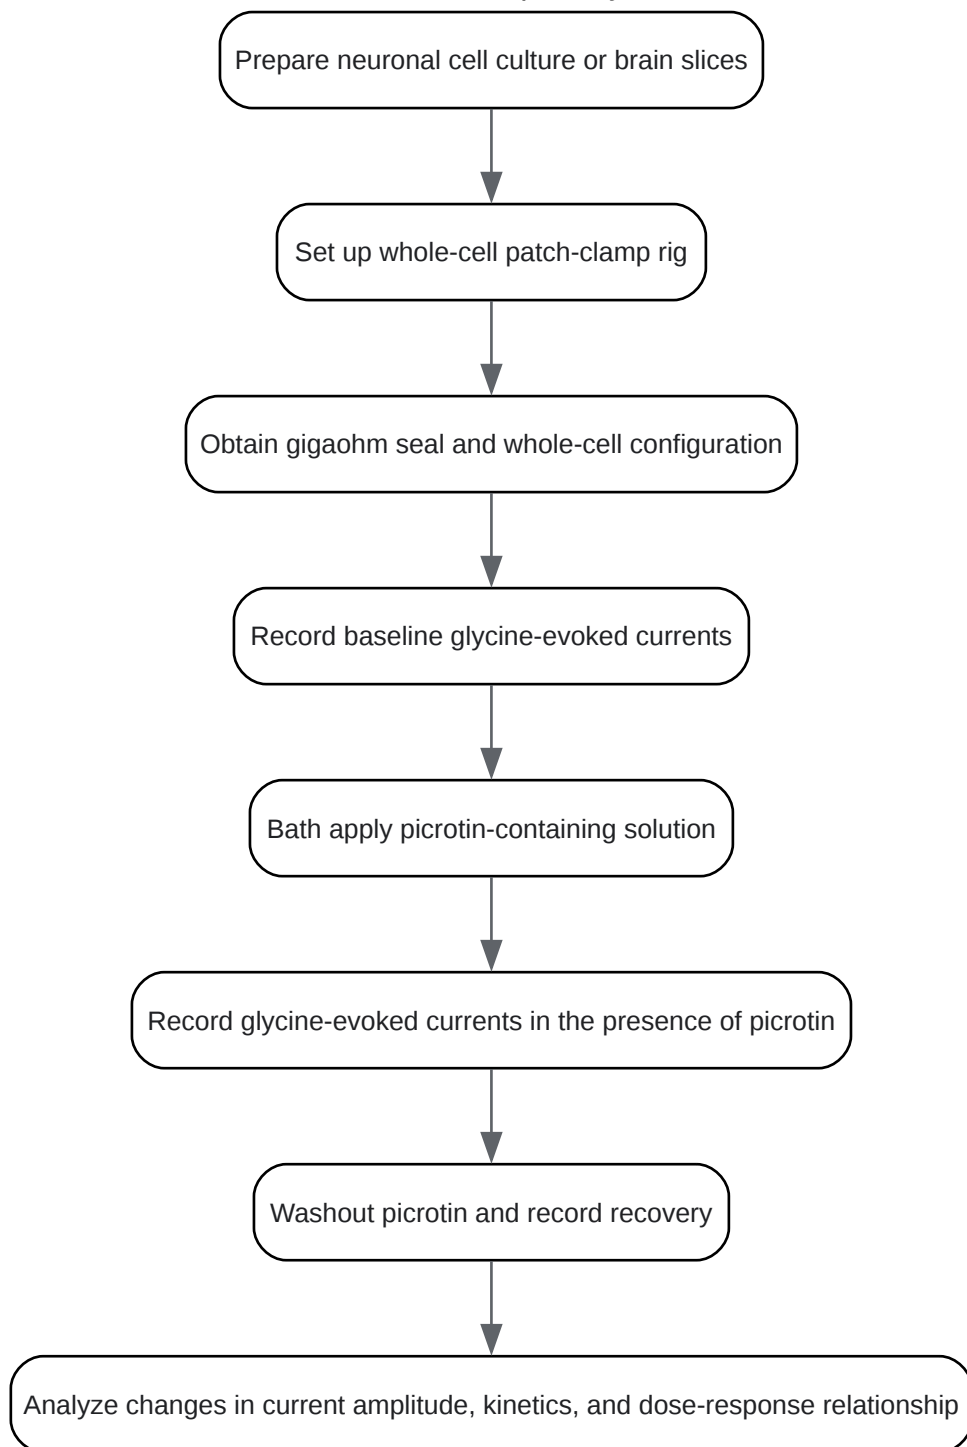 Prepare neuronal cell culture or brain slices
Set up whole-cell patch-clamp rig
Obtain gigaohm seal and whole-cell configuration
Record baseline glycine-evoked currents
Bath apply picrotin-containing solution
Record glycine-evoked currents in the presence of picrotin
Washout picrotin and record recovery
Analyze changes in current amplitude, kinetics, and dose-response relationship